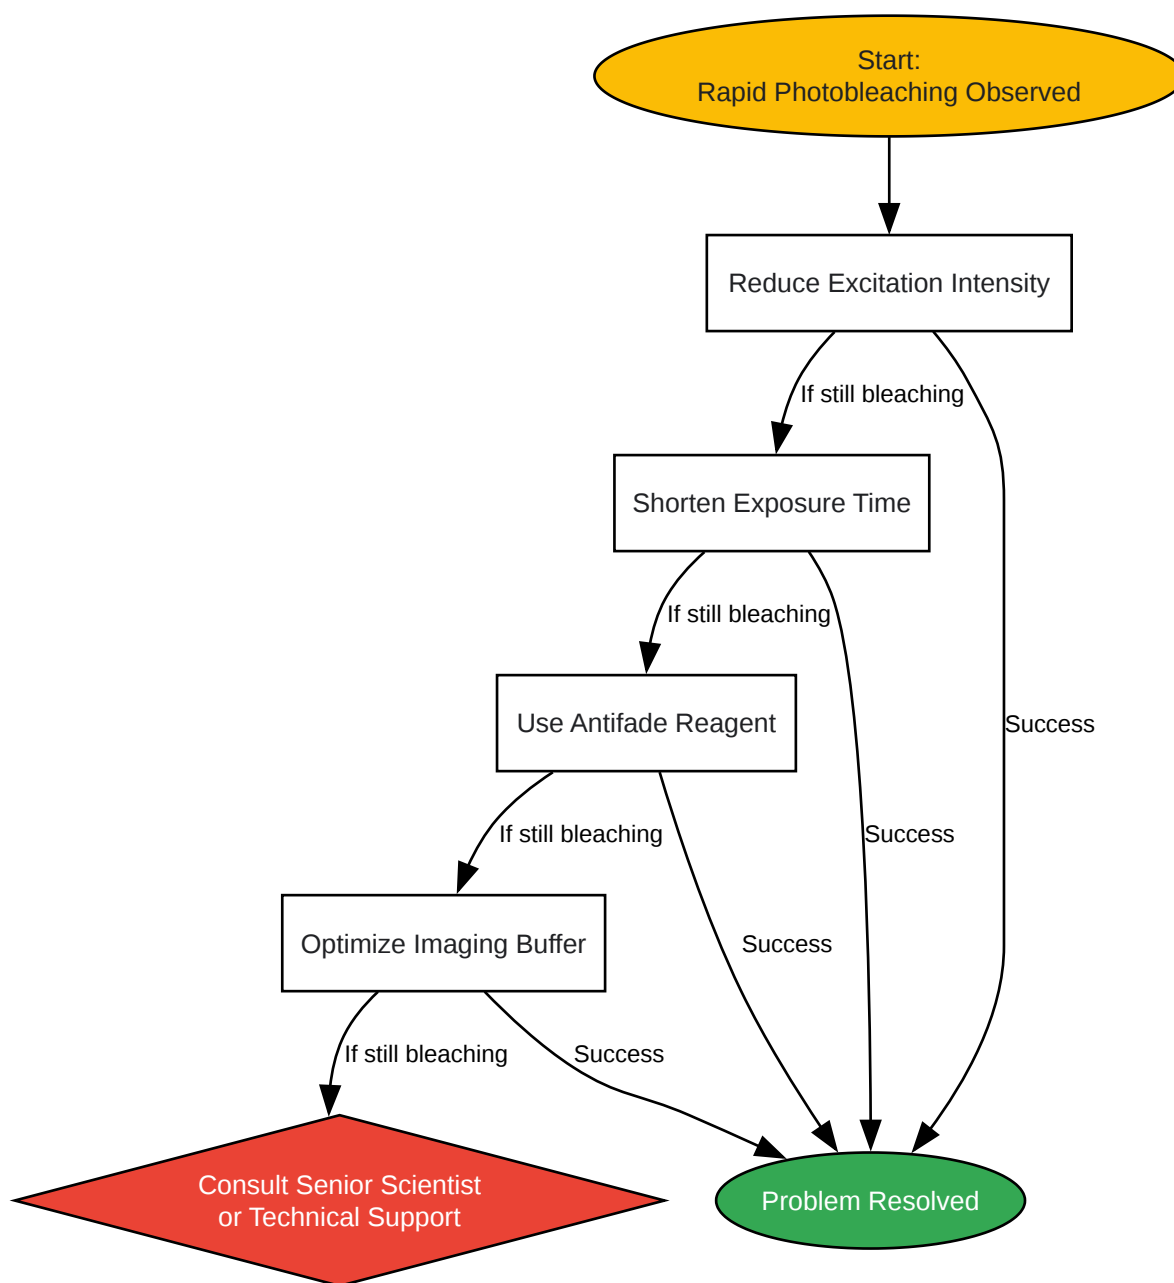 Start:
Rapid Photobleaching Observed
Reduce Excitation Intensity
If still bleaching
Shorten Exposure Time
If still bleaching
Use Antifade Reagent
Success
If still bleaching
Success
Optimize Imaging Buffer
Success
If still bleaching
Success
Consult Senior Scientist
or Technical Support
Problem Resolved